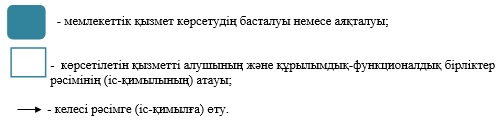 - мемлекеттік қызмет көрсетудің басталуы немесе аяқталуы;
- көрсетілетін қызметті алушының және құрылымдық-функционалдық бірліктер
рәсімінің (іс-қимылының) атауы;
- келесі рәсімге (іс-қимылға) өту.